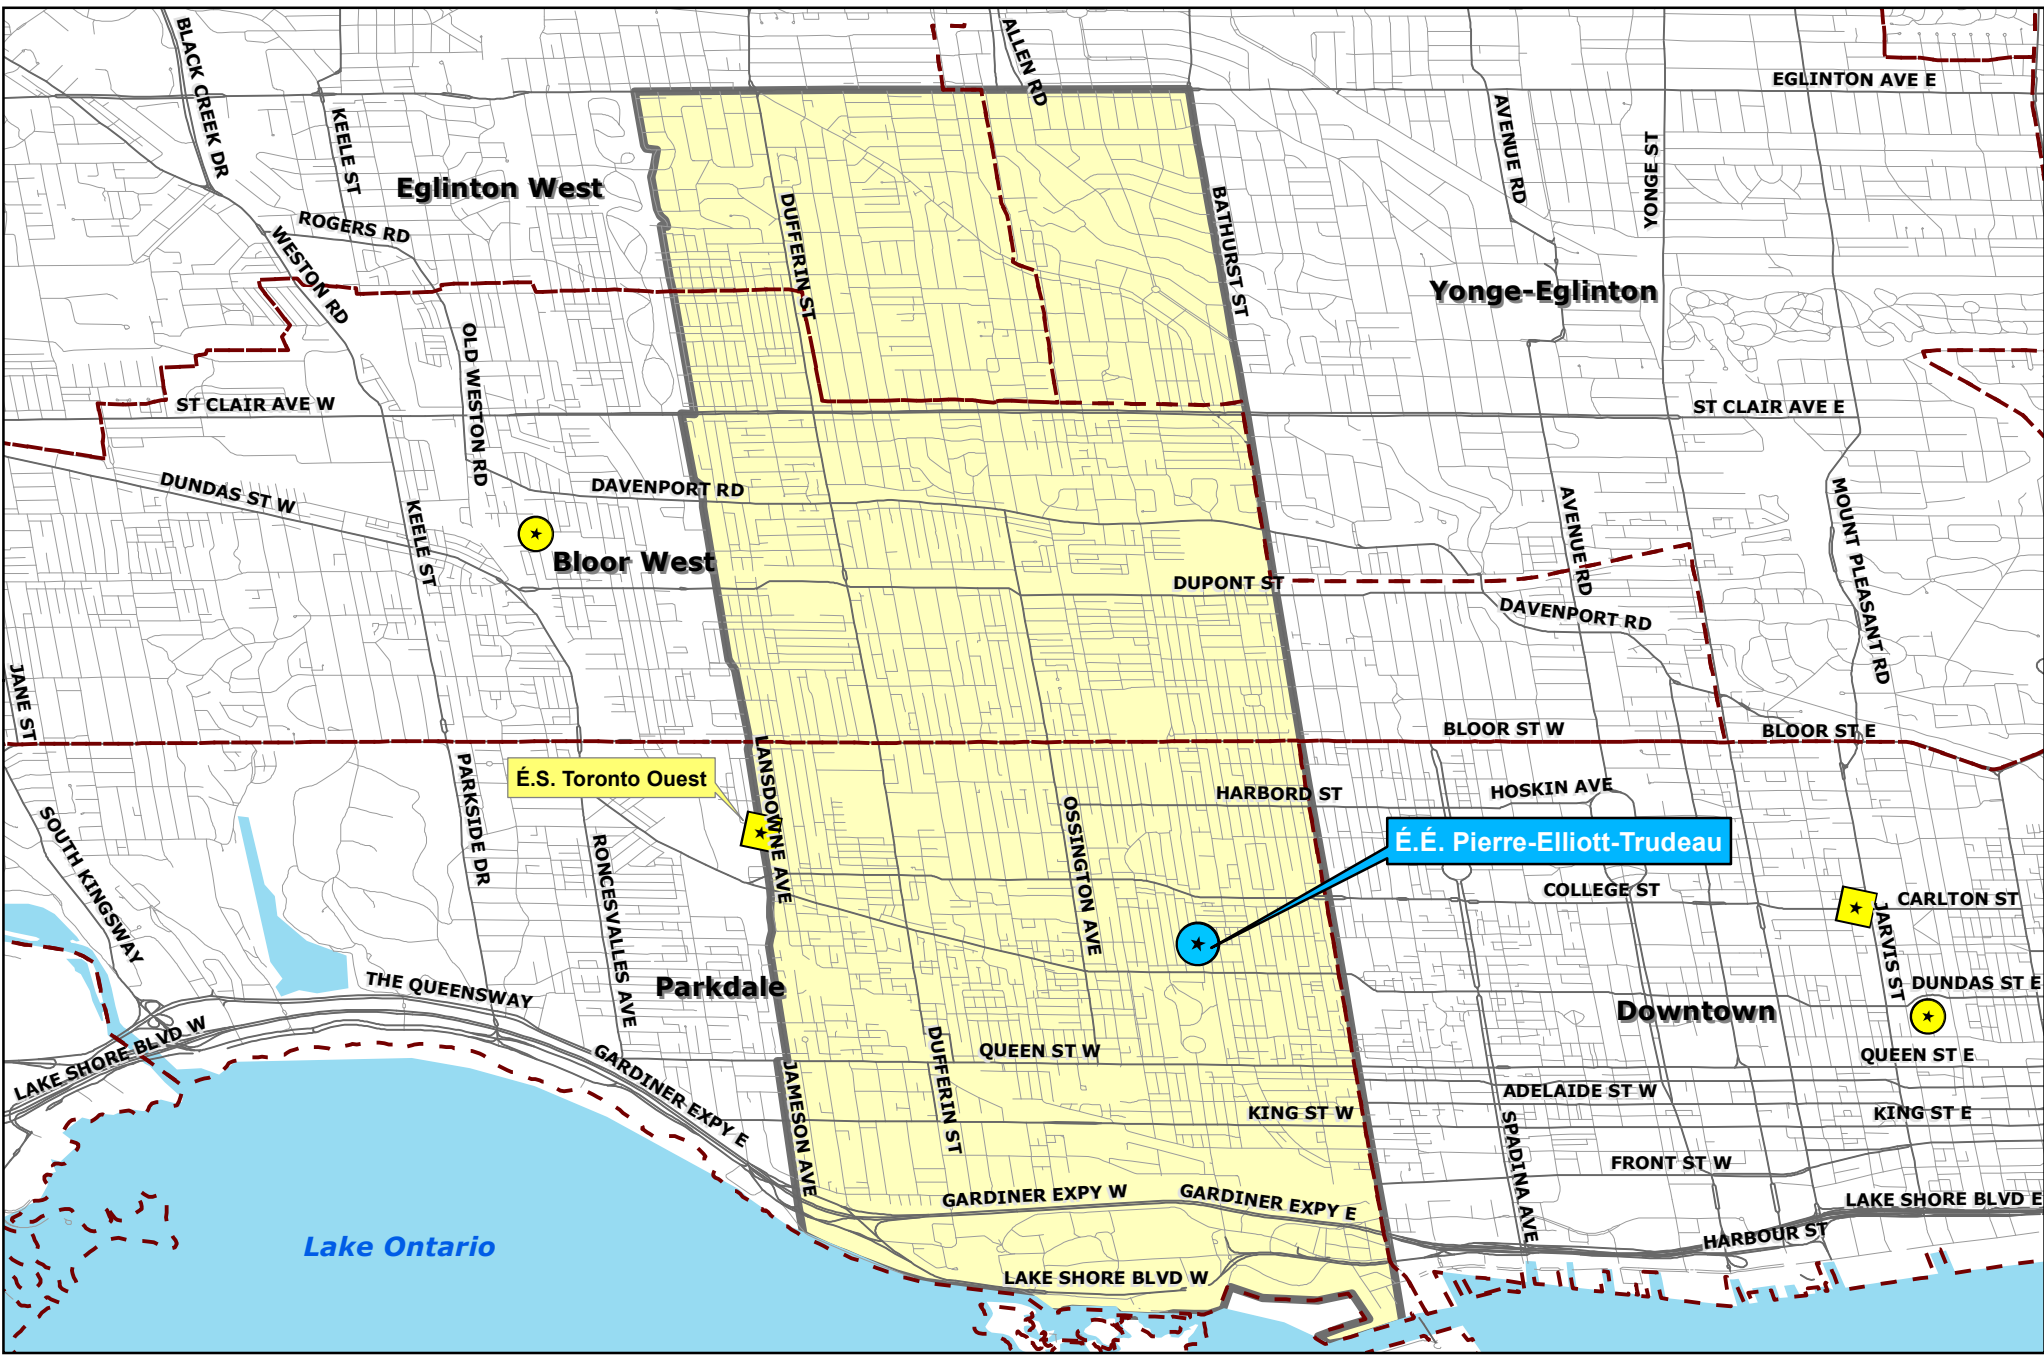 BLACK CREEK DR
ALLEN RD
EGLINTON AVE E
KEELE ST
AVENUE RD
YONGE ST
Eglinton West
DUFFERIN ST
BATHURST ST
ROGERS RD
WESTON RD
Yonge-Eglinton
OLD WESTON RD
ST CLAIR AVE W
ST CLAIR AVE E
DUNDAS ST W
DAVENPORT RD
KEELE ST
AVENUE RD
MOUNT PLEASANT RD
Bloor West
DUPONT ST
DAVENPORT RD
JANE ST
BLOOR ST W
BLOOR ST E
LANSDOWNE AVE
PARKSIDE DR
É.S. Toronto Ouest
HARBORD ST
HOSKIN AVE
OSSINGTON AVE
SOUTH KINGSWAY
RONCESVALLES AVE
É.É. Pierre-Elliott-Trudeau
COLLEGE ST
CARLTON ST
JARVIS ST
THE QUEENSWAY
Parkdale
DUNDAS ST E
Downtown
LAKE SHORE BLVD W
DUFFERIN ST
QUEEN ST W
QUEEN ST E
GARDINER EXPY E
JAMESON AVE
ADELAIDE ST W
KING ST W
KING ST E
SPADINA AVE
FRONT ST W
GARDINER EXPY W
GARDINER EXPY E
LAKE SHORE BLVD E
HARBOUR ST
Lake Ontario
LAKE SHORE BLVD W